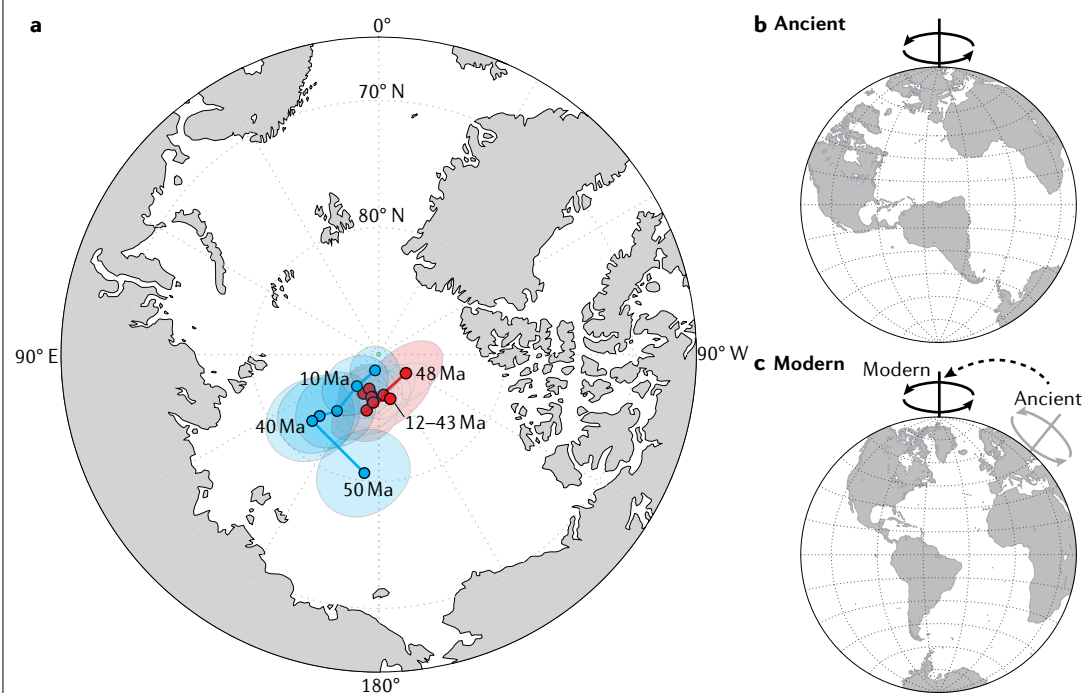 a
0°
70° N
80° N
90° E
90° W
10 Ma
48 Ma
40 Ma
12–43 Ma
50 Ma
180°
b Ancient
c Modern
Modern
Ancient